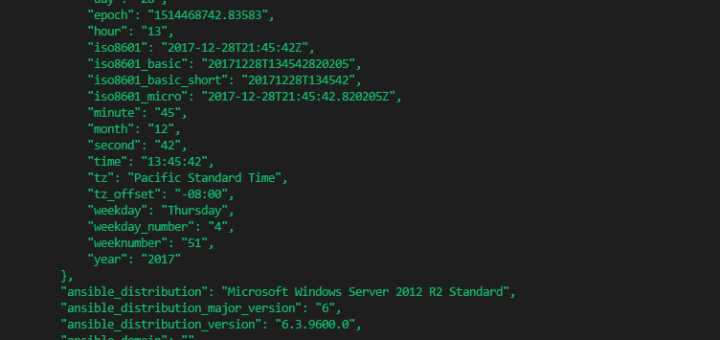 "day": "28",
"epoch": "1514468742.83583",
"hour": "13",
"iso8601": "2017-12-28T21:45:42Z",
"iso8601_basic": "20171228T134542820205",
"iso8601_basic_short": "20171228T134542",
"iso8601_micro": "2017-12-28T21:45:42.820205Z",
"minute": "45",
"month": "12",
"second": "42",
"time": "13:45:42",
"tz": "Pacific Standard Time",
"tz_offset": "-08:00",
"weekday": "Thursday",
"weekday_number": "4",
"weeknumber": "51",
"year": "2017"
},
"ansible_distribution": "Microsoft Windows Server 2012 R2 Standard",
"ansible_distribution_major_version": "6",
"ansible_distribution_version": "6.3.9600.0",
"ansible_domain": ""